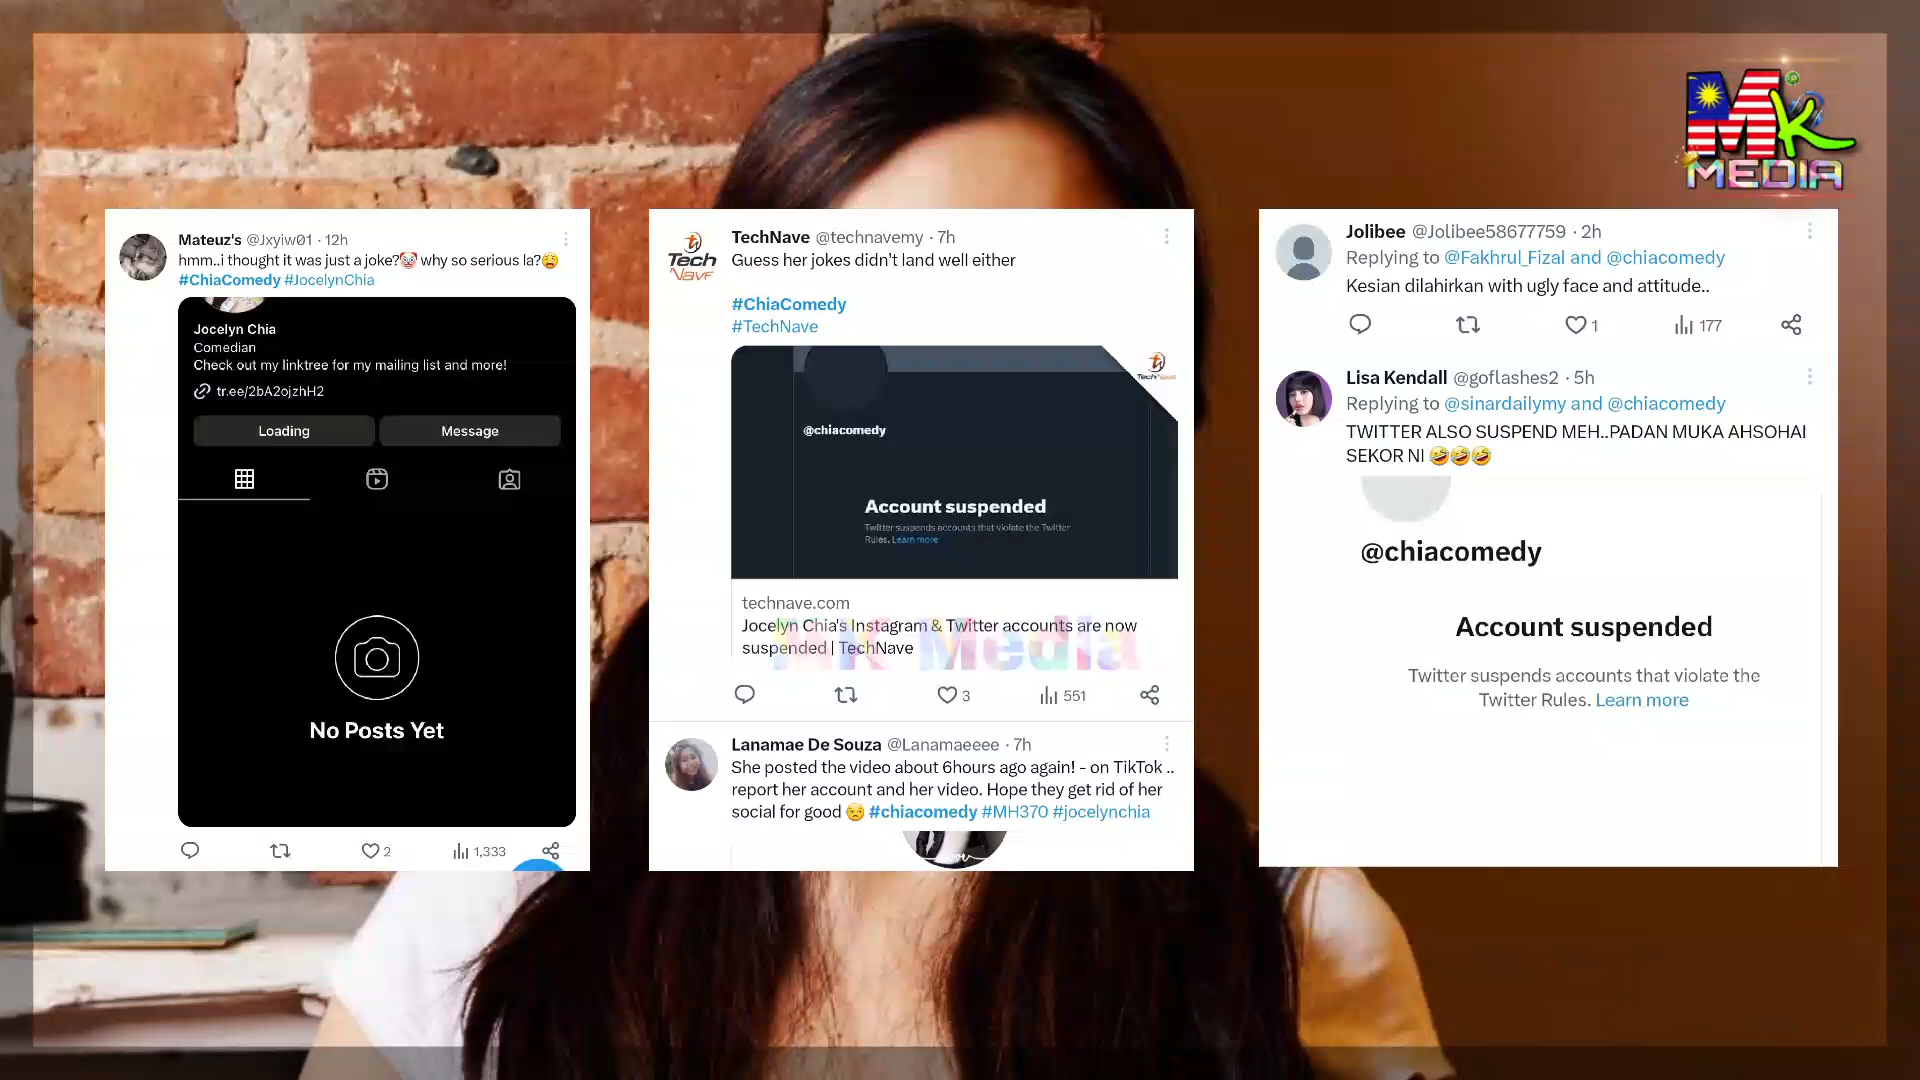 MK
MEDIA
Mateuz's @Jxyiw01 · 12h
hmm..i thought it was just a joke?🤡 why so serious la?😩
#ChiaComedy #JocelynChia
Jocelyn Chia
Comedian
Check out my linktree for my mailing list and more!
tr.ee/2bA2ojzhH2
Loading
Message
No Posts Yet
2
1,333
TechNave @technavemy · 7h
Tech
Nave
Guess her jokes didn't land well either
#ChiaComedy
#TechNave
TechNave
@chiacomedy
Account suspended
Twitter suspends accounts that violate the Twitter
Rules. Learn more
technave.com
Jocelyn Chia's Instagram & Twitter accounts are now
suspended | TechNave
MK Media
3
551
Lanamae De Souza @Lanamaeeee · 7h
She posted the video about 6hours ago again! - on TikTok ..
report her account and her video. Hope they get rid of her
social for good 😒 #chiacomedy #MH370 #jocelynchia
Jolibee @Jolibee58677759 · 2h
Replying to @Fakhrul_Fizal and @chiacomedy
Kesian dilahirkan with ugly face and attitude..
1
177
Lisa Kendall @goflashes2 · 5h
Replying to @sinardailymy and @chiacomedy
TWITTER ALSO SUSPEND MEH..PADAN MUKA AHSOHAI
SEKOR NI 🤣🤣🤣
@chiacomedy
Account suspended
Twitter suspends accounts that violate the
Twitter Rules. Learn more